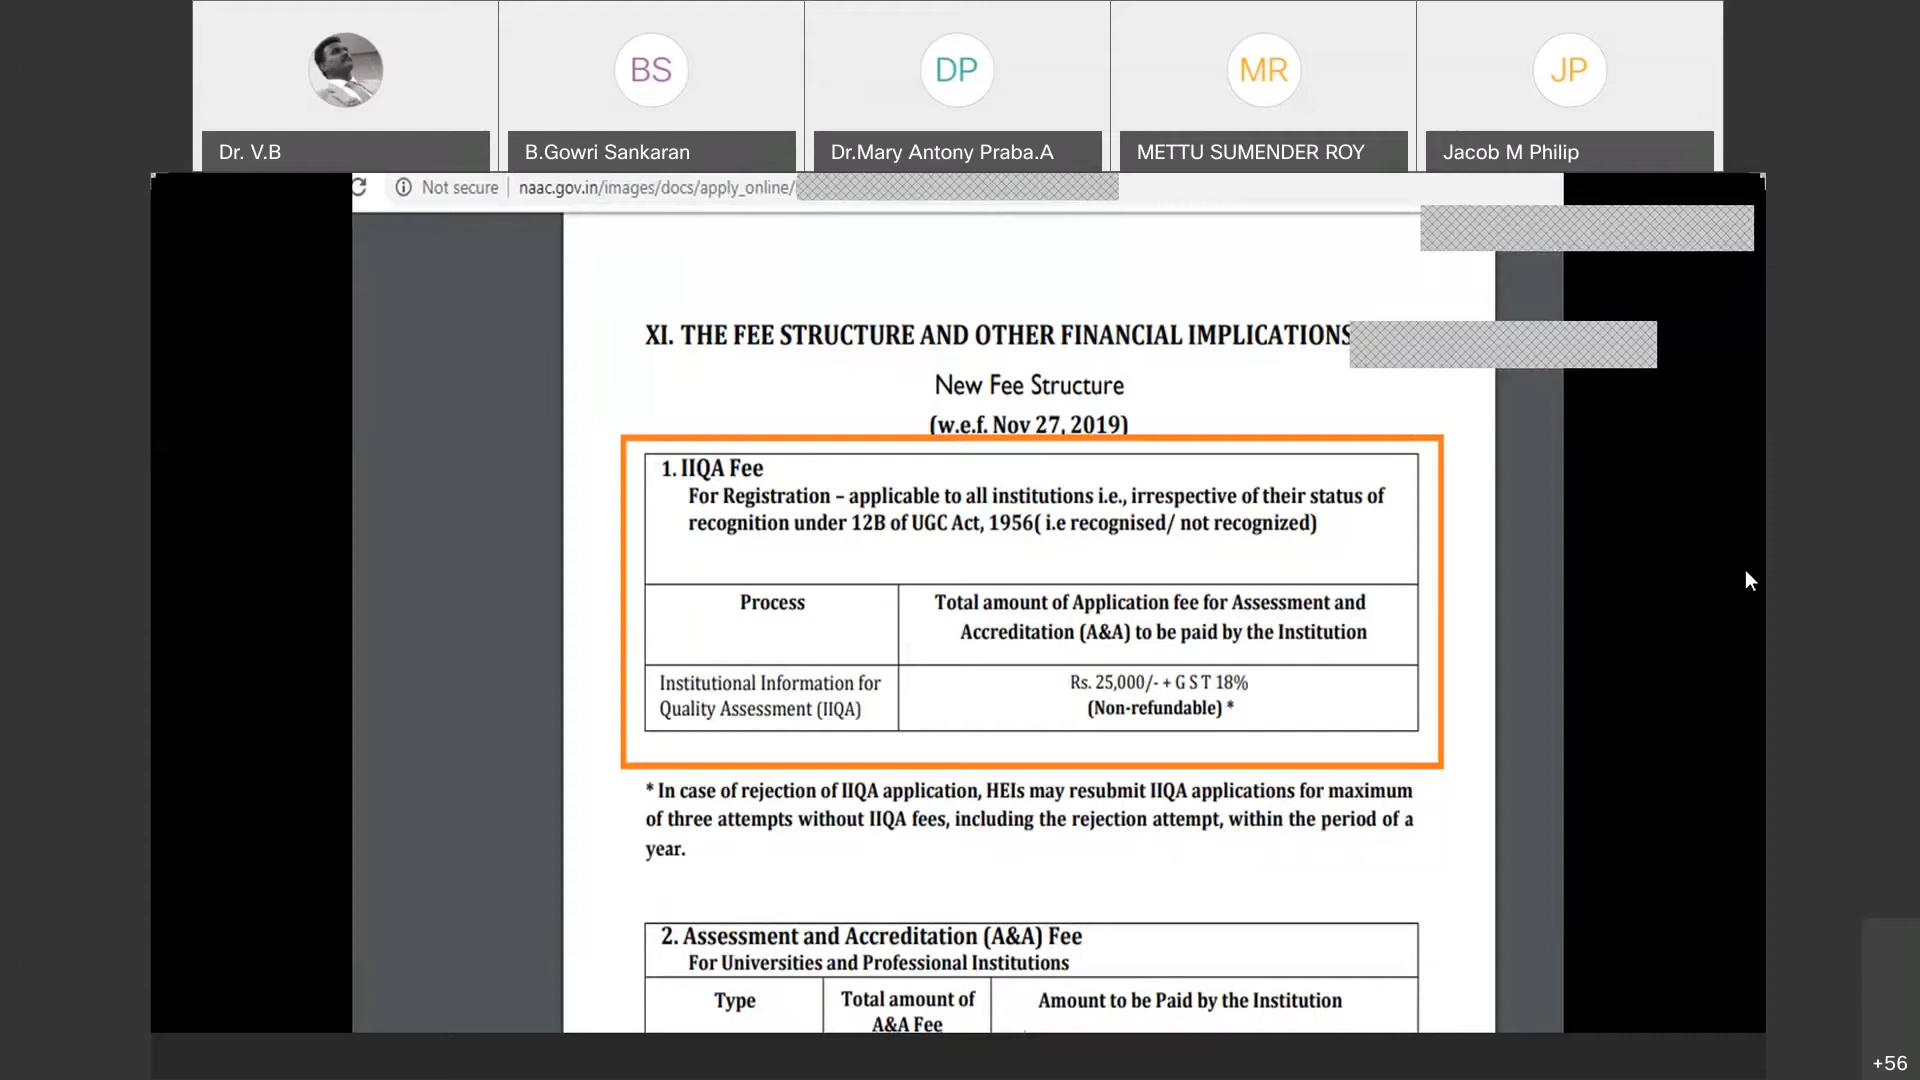 BS
DP
MR
JP
Dr. V.B
B.Gowri Sankaran
Dr.Mary Antony Praba.A
METTU SUMENDER ROY
Jacob M Philip
Not secure | naac.gov.in/images/docs/apply_online/
XI. THE FEE STRUCTURE AND OTHER FINANCIAL IMPLICATIONS
New Fee Structure
(w.e.f. Nov 27, 2019)
1. IIQA Fee
For Registration – applicable to all institutions i.e., irrespective of their status of
recognition under 12B of UGC Act, 1956( i.e recognised/ not recognized)
Process
Total amount of Application fee for Assessment and
Accreditation (A&A) to be paid by the Institution
Institutional Information for
Quality Assessment (IIQA)
Rs. 25,000/- + G S T 18%
(Non-refundable) *
* In case of rejection of IIQA application, HEIs may resubmit IIQA applications for maximum
of three attempts without IIQA fees, including the rejection attempt, within the period of a
year.
2. Assessment and Accreditation (A&A) Fee
For Universities and Professional Institutions
Type
Total amount of
A&A Fee
Amount to be Paid by the Institution
+56